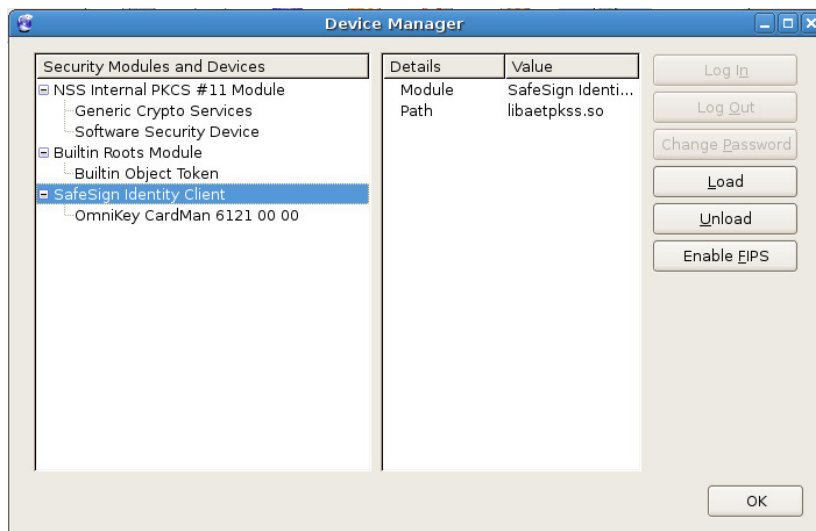 Device Manager
Security Modules and Devices
NSS Internal PKCS #11 Module
Generic Crypto Services
Software Security Device
Builtin Roots Module
Builtin Object Token
SafeSign Identity Client
OmniKey CardMan 6121 00 00
Details Value
Module SafeSign Identi...
Path libaetpkss.so
Log In
Log Out
Change Password
Load
Unload
Enable FIPS
OK